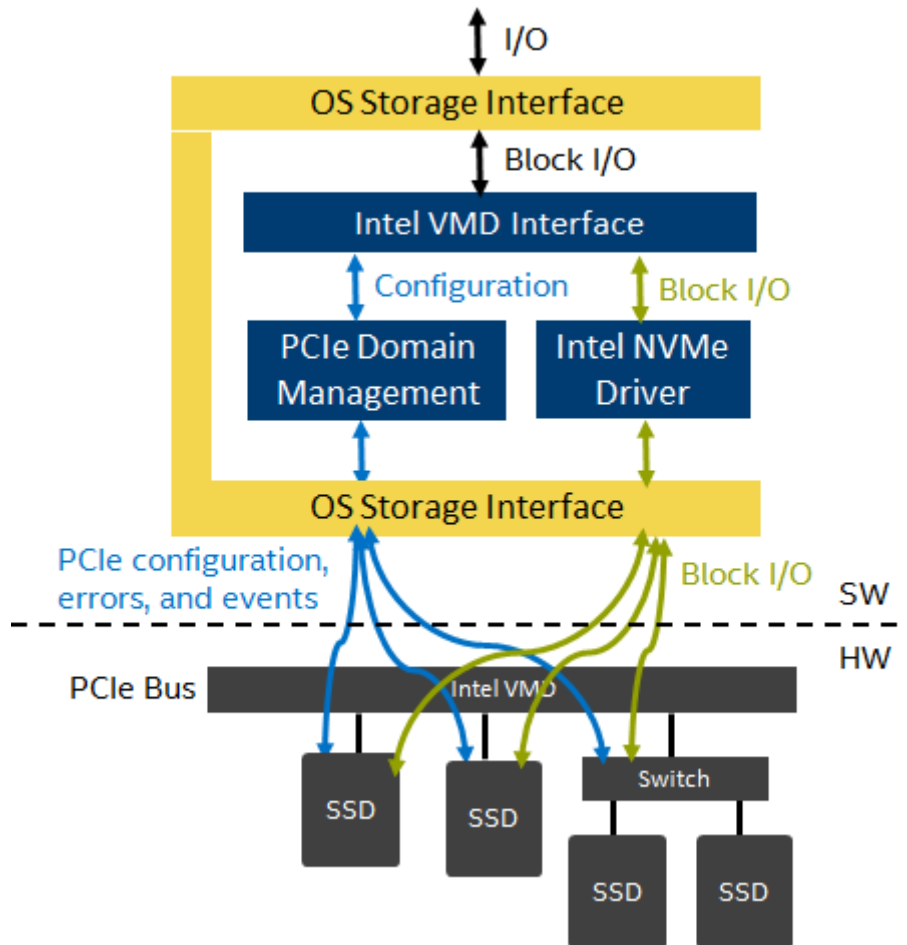 I/O
OS Storage Interface
Block I/O
Intel VMD Interface
Configuration
Block I/O
PCIe Domain
Management
Intel NVMe
Driver
OS Storage Interface
PCIe configuration,
errors, and events
Block I/O
SW
HW
PCIe Bus
Intel VMD
SSD
SSD
Switch
SSD
SSD